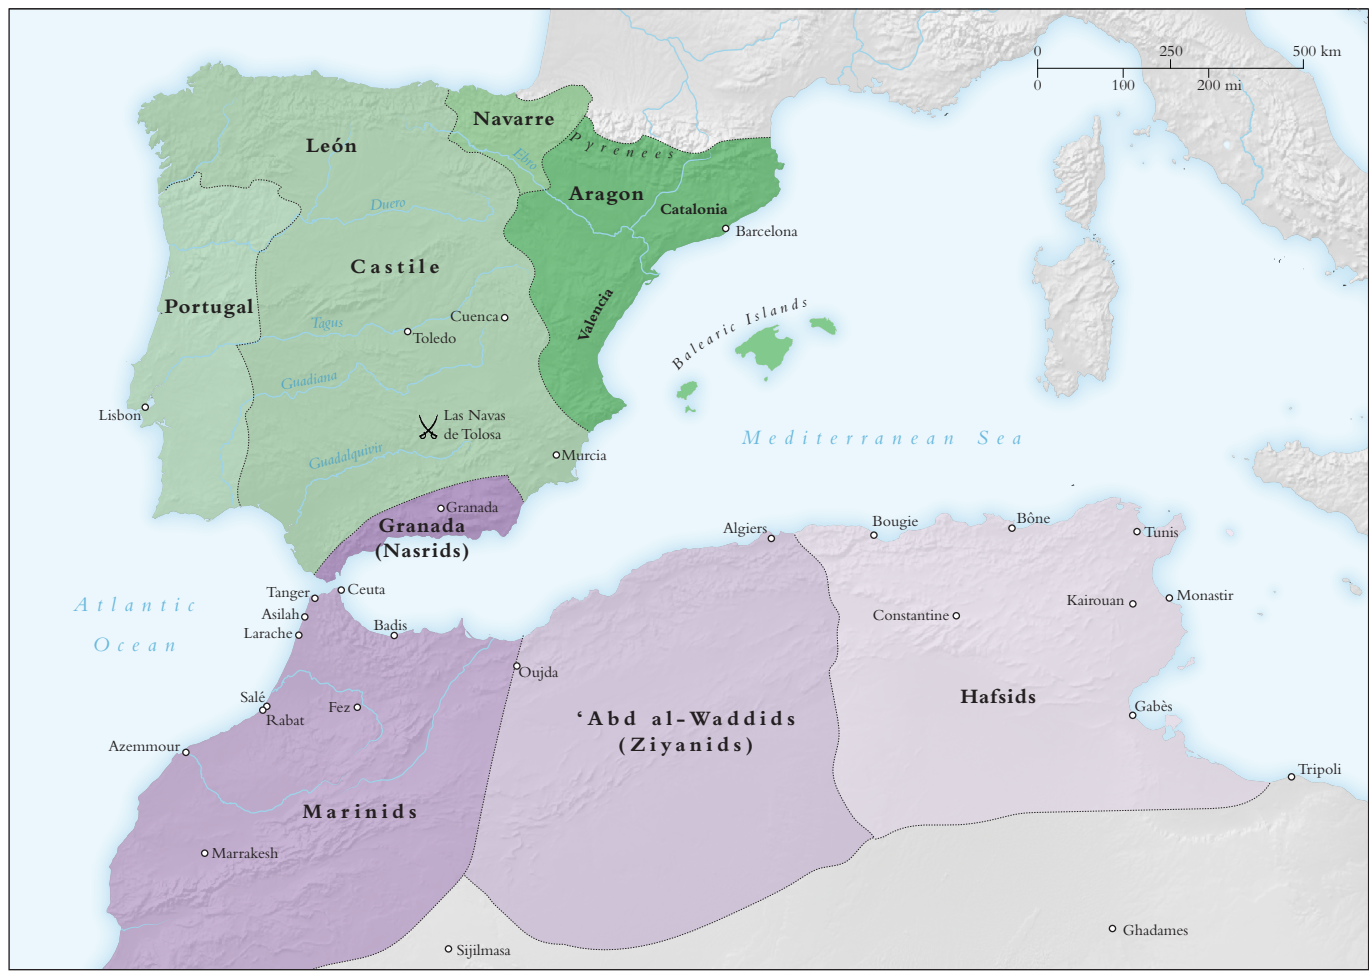 0 250 500 km
0 100 200 mi
Navarre
León
Pyrenees
Ebro
Aragon
Duero
Catalonia
Barcelona
Castile
Portugal
Valencia
Balearic Islands
Tagus
Cuenca
Toledo
Guadiana
Lisbon
Las Navas
de Tolosa
Mediterranean Sea
Guadalquivir
Murcia
Granada
Granada
(Nasrids)
Algiers
Bougie
Bône
Tunis
Tanger
Ceuta
Atlantic
Ocean
Asilah
Larache
Badis
Constantine
Kairouan
Monastir
Oujda
Salé
Rabat
Fez
Hafsids
Gabès
‘Abd al-Waddids
(Ziyanids)
Azemmour
Tripoli
Marinids
Marrakesh
Sijilmasa
Ghadames